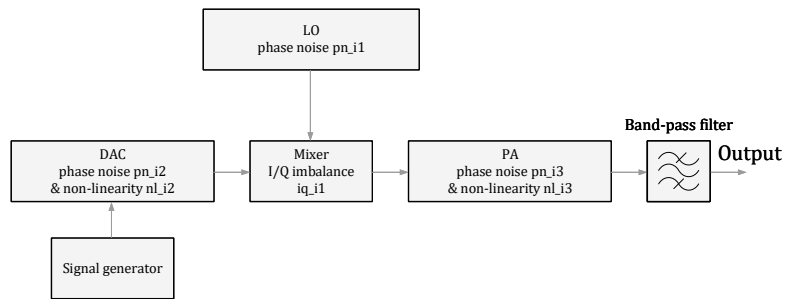 LO
phase noise pn_i1
Band-pass filter
DAC
phase noise pn_i2
& non-linearity nl_i2
Mixer
I/Q imbalance
iq_i1
PA
phase noise pn_i3
& non-linearity nl_i3
Output
Signal generator